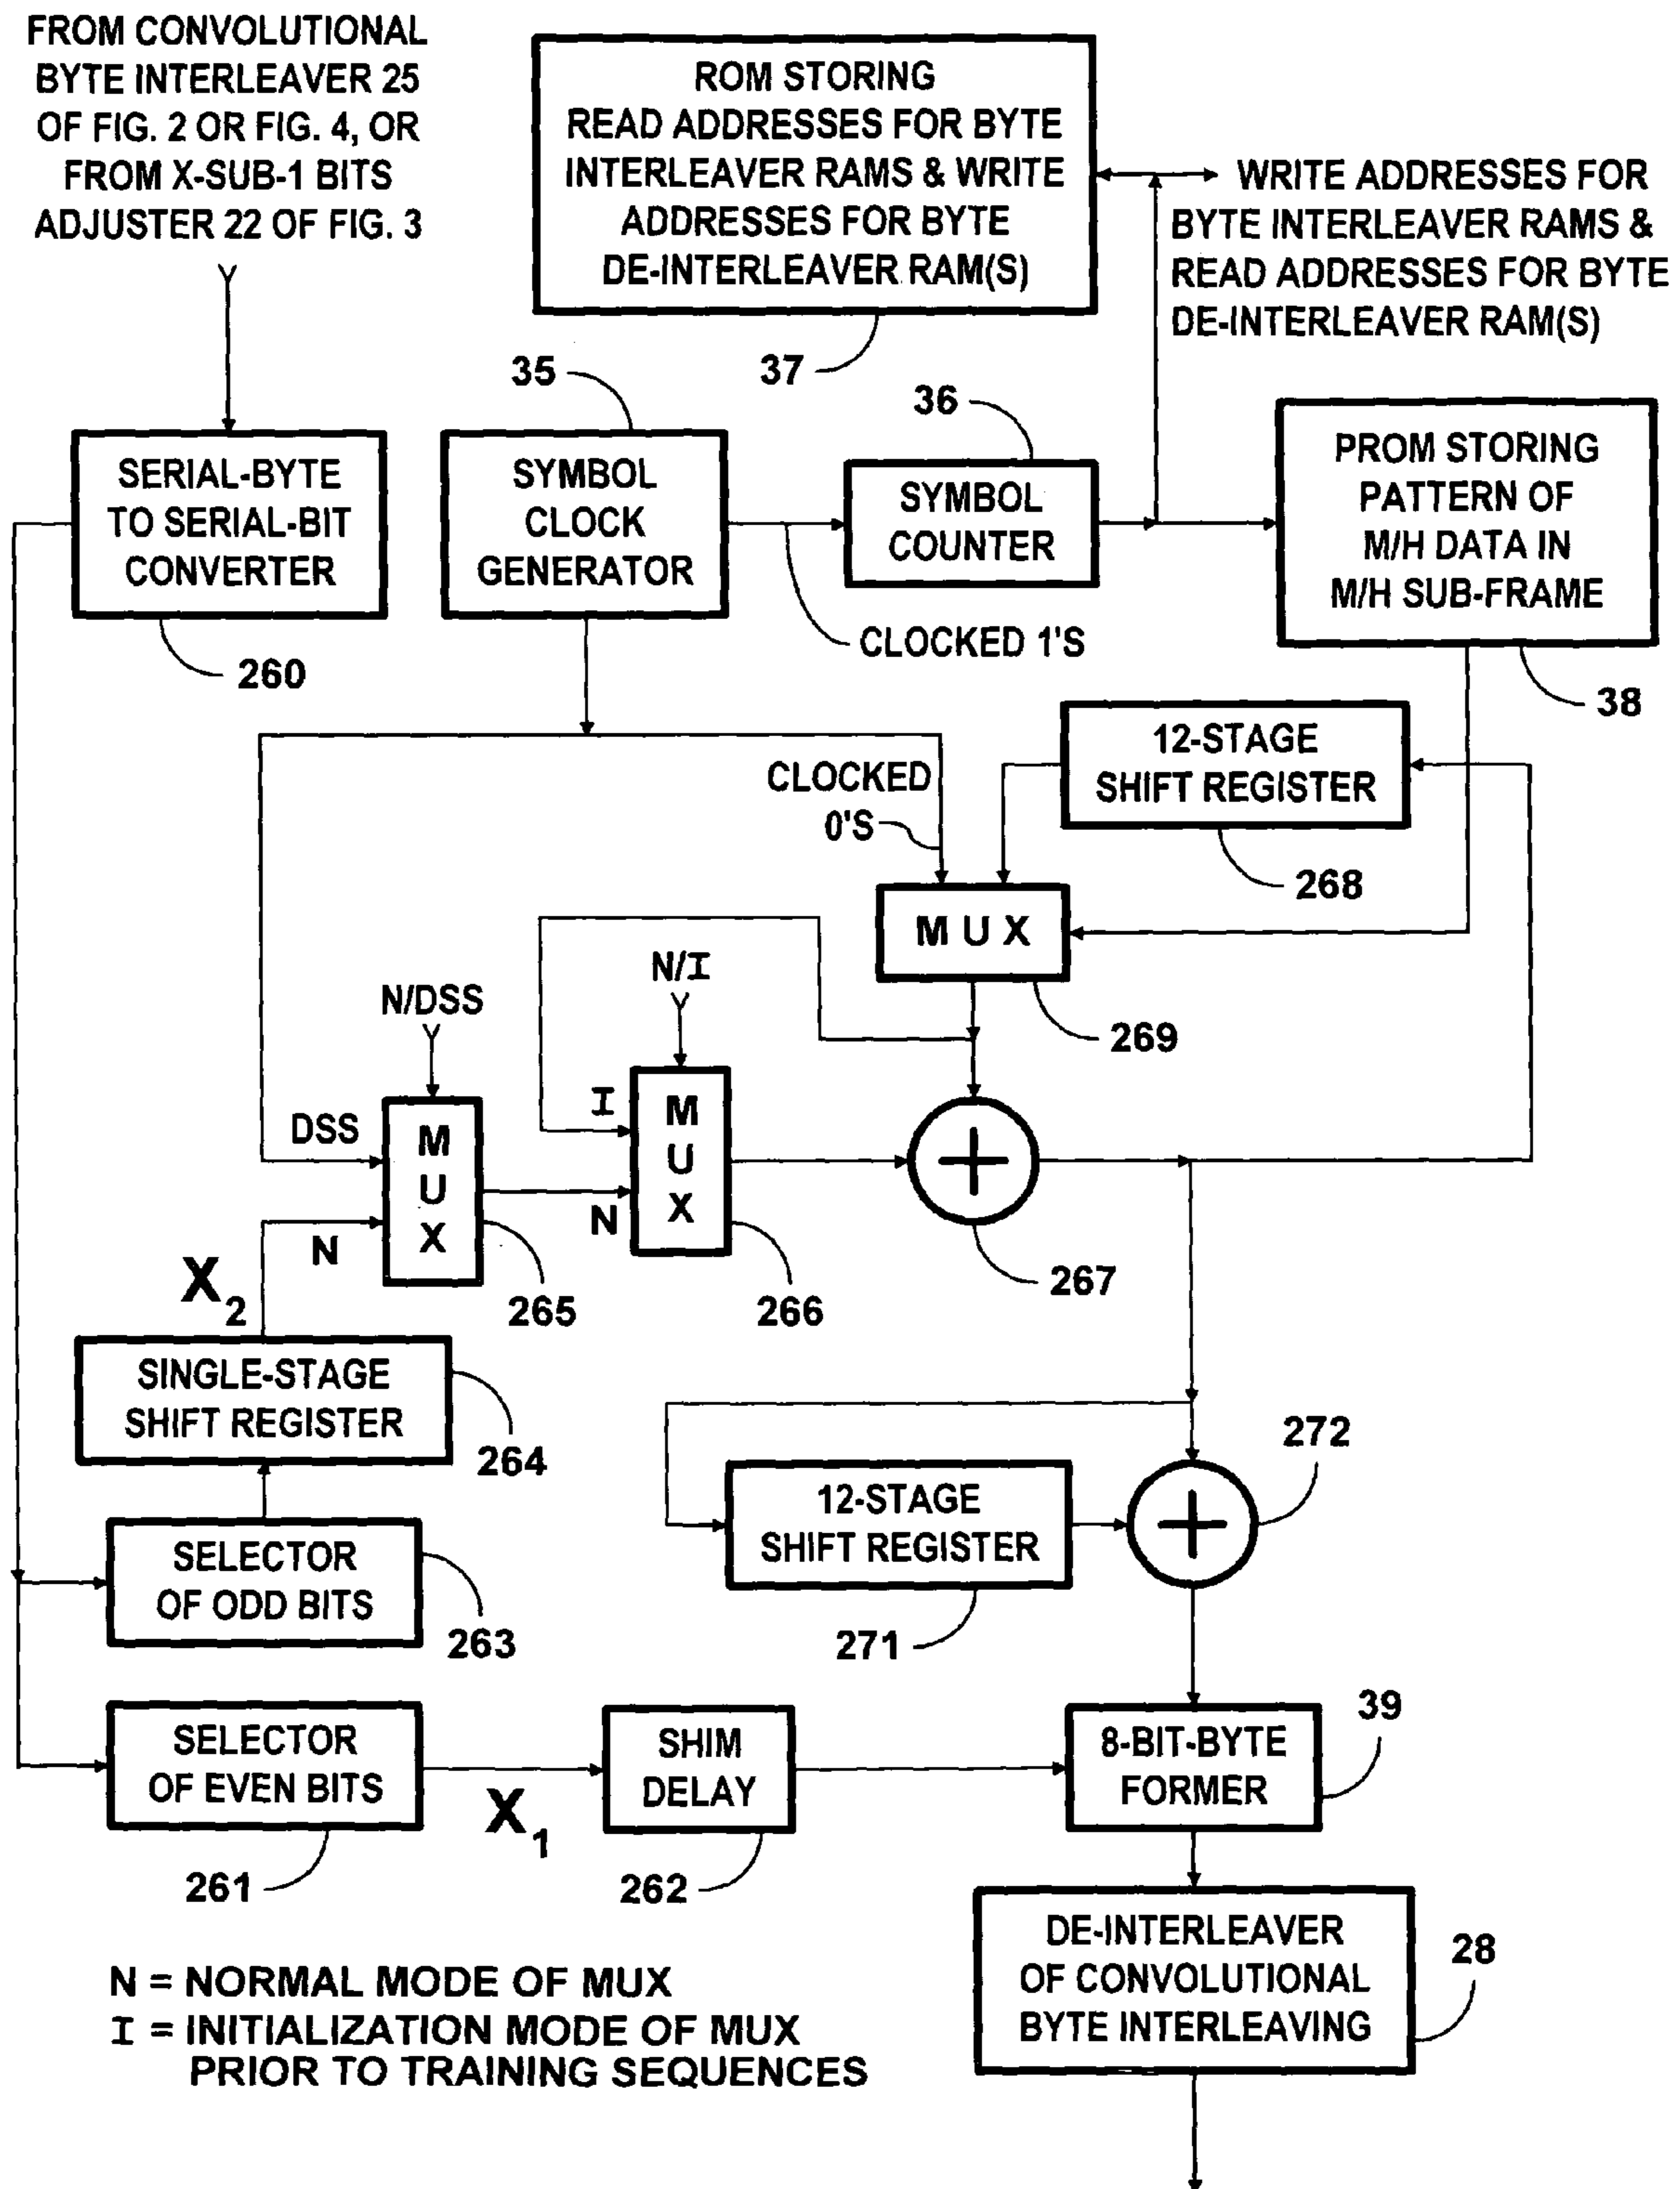 FROM CONVOLUTIONAL
BYTE INTERLEAVER 25
OF FIG. 2 OR FIG. 4, OR
FROM X-SUB-1 BITS
ADJUSTER 22 OF FIG. 3
ROM STORING
READ ADDRESSES FOR BYTE
INTERLEAVER RAMS & WRITE
ADDRESSES FOR BYTE
DE-INTERLEAVER RAM(S)
WRITE ADDRESSES FOR
BYTE INTERLEAVER RAMS &
READ ADDRESSES FOR BYTE
DE-INTERLEAVER RAM(S)
37
35
36
SERIAL-BYTE
TO SERIAL-BIT
CONVERTER
260
SYMBOL
CLOCK
GENERATOR
SYMBOL
COUNTER
CLOCKED 1'S
PROM STORING
PATTERN OF
M/H DATA IN
M/H SUB-FRAME
38
12-STAGE
SHIFT REGISTER
268
CLOCKED
0'S
MUX
269
N/I
N/DSS
DSS
N
MUX
265
I
N
MUX
266
+
267
X2
SINGLE-STAGE
SHIFT REGISTER
264
SELECTOR
OF ODD BITS
263
12-STAGE
SHIFT REGISTER
271
+
272
SELECTOR
OF EVEN BITS
261
X1
SHIM
DELAY
262
8-BIT-BYTE
FORMER
39
DE-INTERLEAVER
OF CONVOLUTIONAL
BYTE INTERLEAVING
28
N = NORMAL MODE OF MUX
I = INITIALIZATION MODE OF MUX
PRIOR TO TRAINING SEQUENCES